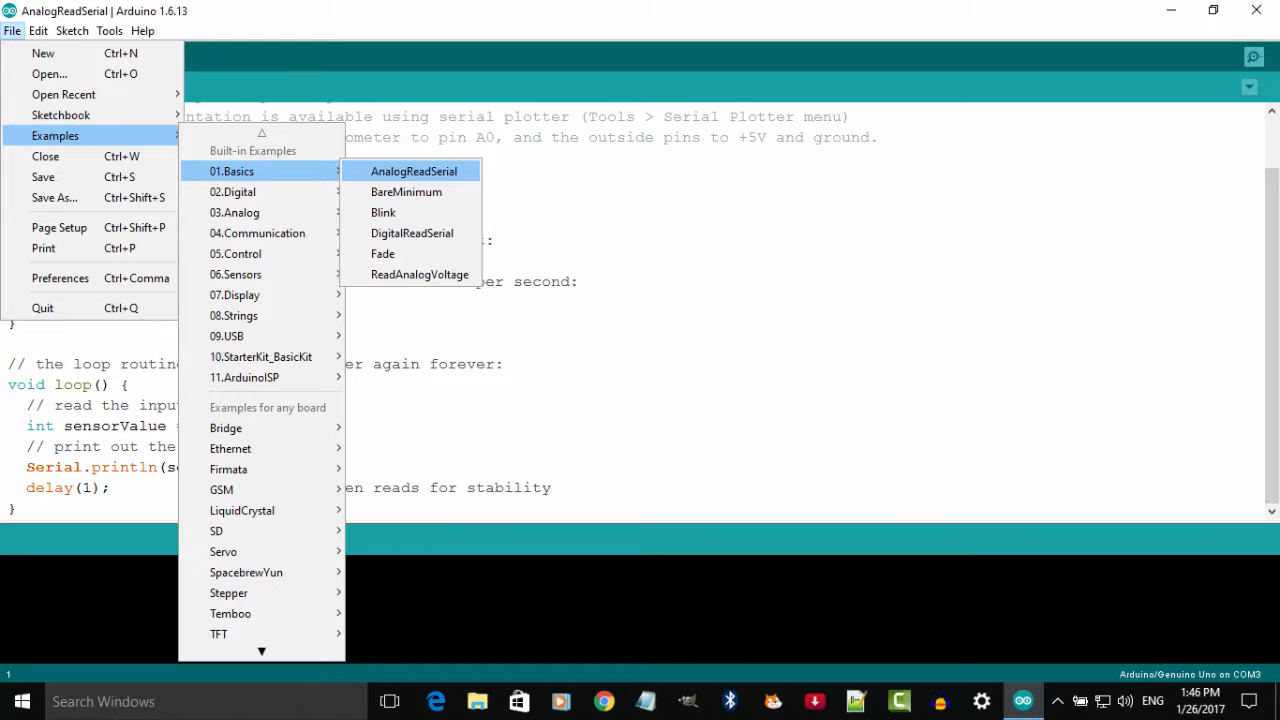 AnalogReadSerial | Arduino 1.6.13
File Edit Sketch Tools Help
New Ctrl+N
Open... Ctrl+O
Open Recent
Sketchbook
Examples
Close Ctrl+W
Save Ctrl+S
Save As... Ctrl+Shift+S
Page Setup Ctrl+Shift+P
Print Ctrl+P
Preferences Ctrl+Comma
Quit Ctrl+Q
Built-in Examples
01.Basics
02.Digital
03.Analog
04.Communication
05.Control
06.Sensors
07.Display
08.Strings
09.USB
10.StarterKit_BasicKit
11.ArduinoISP
Examples for any board
Bridge
Ethernet
Firmata
GSM
LiquidCrystal
SD
Servo
SpacebrewYun
Stepper
Temboo
TFT
AnalogReadSerial
BareMinimum
Blink
DigitalReadSerial
Fade
ReadAnalogVoltage
ntation is available using serial plotter (Tools > Serial Plotter menu)
ometer to pin A0, and the outside pins to +5V and ground.
:
per second:
}
// the loop routin er again forever:
void loop() {
// read the inpu
int sensorValue =
// print out the
Serial.println(s
delay(1); en reads for stability
}
1
Arduino/Genuino Uno on COM3
Search Windows
ENG
1:46 PM
1/26/2017